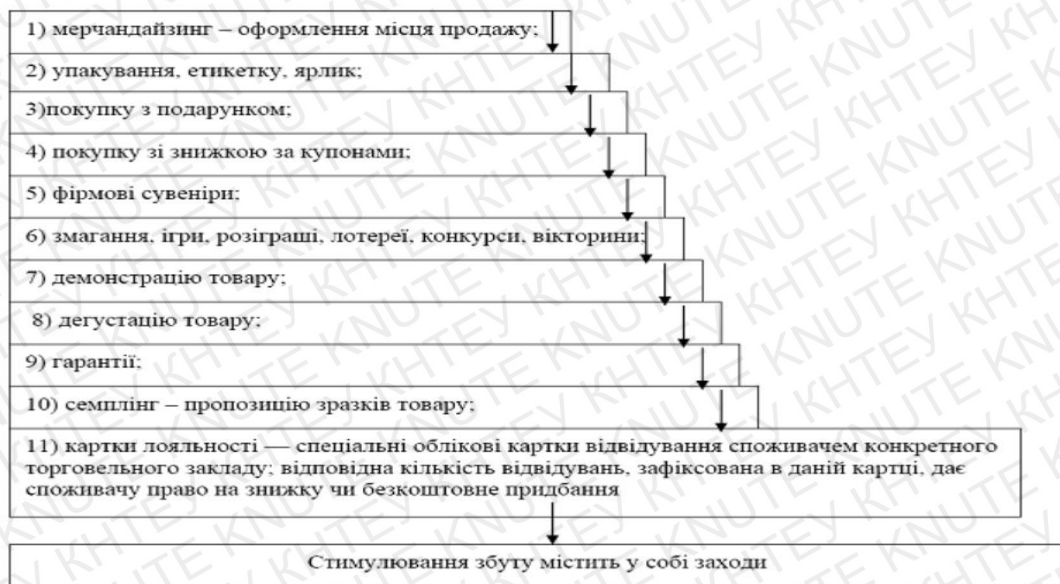 1) мерчандайзинг – оформлення місця продажу;
2) упакування, етикетку, ярлик;
3)покупку з подарунком;
4) покупку зі знижкою за купонами;
5) фірмові сувеніри;
6) змагання, ігри, розіграші, лотереї, конкурси, вікторини;
7) демонстрацію товару;
8) дегустацію товару;
9) гарантії;
10) семплінг – пропозицію зразків товару;
11) картки лояльності — спеціальні облікові картки відвідування споживачем конкретного
торговельного закладу; відповідна кількість відвідувань, зафіксована в даній картці, дає
споживачу право на знижку чи безкоштовне придбання
Стимулювання збуту містить у собі заходи